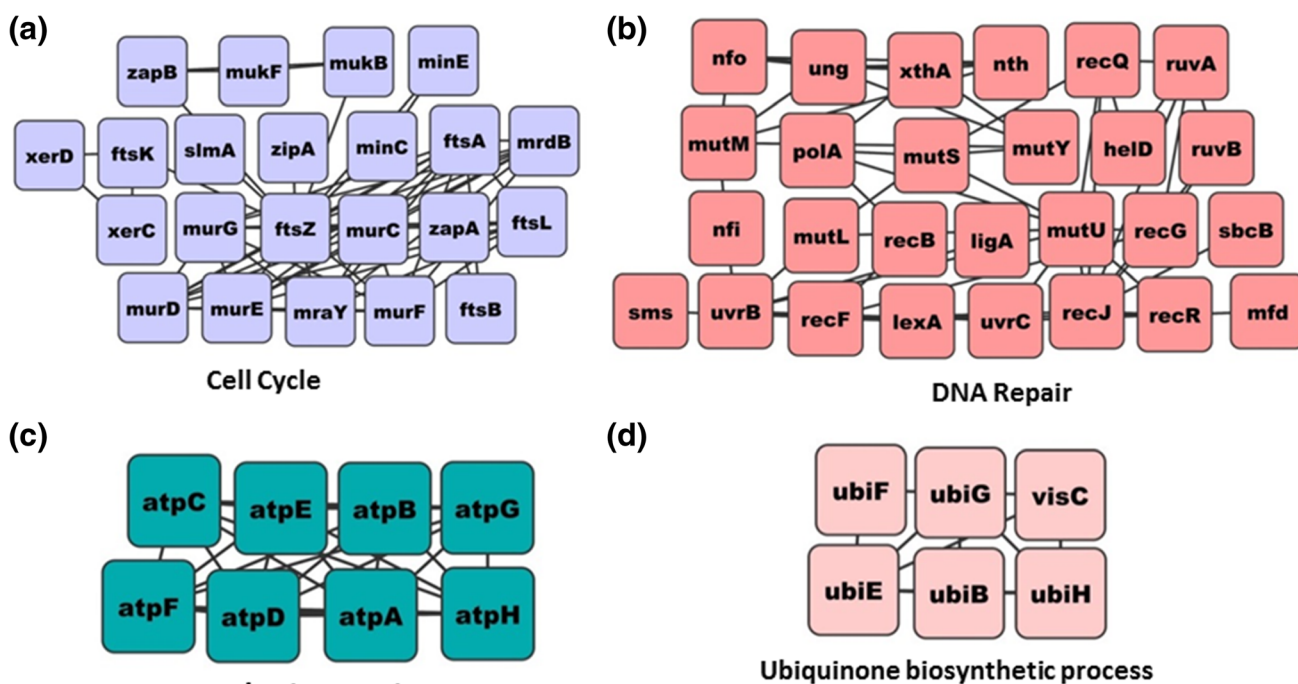 (a)
zapB mukF mukB minE
xerD ftsK slmA zipA minC ftsA mrdB
xerC murG ftsZ murC zapA ftsL
murD murE mraY murF ftsB
Cell Cycle
(b)
nfo ung xthA nth recQ ruvA
mutM polA mutS mutY helD ruvB
nfi mutL recB ligA mutU recG sbcB
sms uvrB recF lexA uvrC recJ recR mfd
DNA Repair
(c)
atpC atpE atpB atpG
atpF atpD atpA atpH
(d)
ubiF ubiG visC
ubiE ubiB ubiH
Ubiquinone biosynthetic process